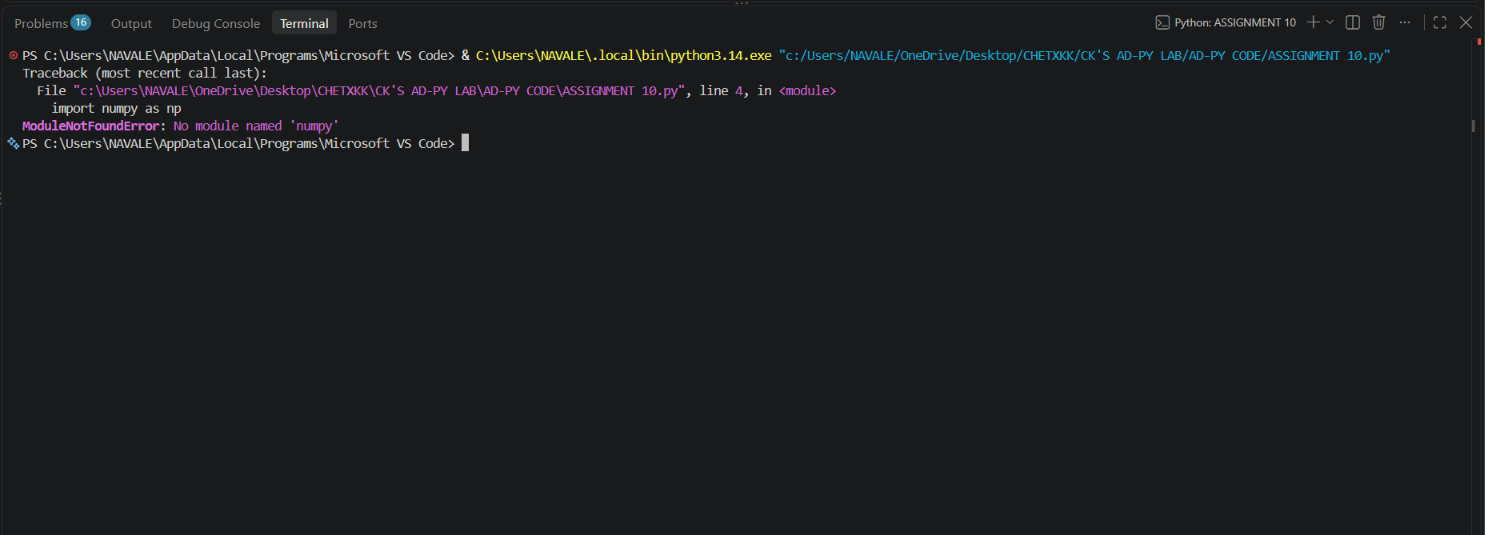 Problems 16 Output Debug Console Terminal Ports Python: ASSIGNMENT 10
PS C:\Users\NAVALE\AppData\Local\Programs\Microsoft VS Code> & C:\Users\NAVALE\.local\bin\python3.14.exe "c:/Users/NAVALE/OneDrive/Desktop/CHETXKK/CK'S AD-PY LAB/AD-PY CODE/ASSIGNMENT 10.py"
Traceback (most recent call last):
  File "c:\Users\NAVALE\OneDrive\Desktop\CHETXKK\CK'S AD-PY LAB\AD-PY CODE\ASSIGNMENT 10.py", line 4, in <module>
    import numpy as np
ModuleNotFoundError: No module named 'numpy'
PS C:\Users\NAVALE\AppData\Local\Programs\Microsoft VS Code>